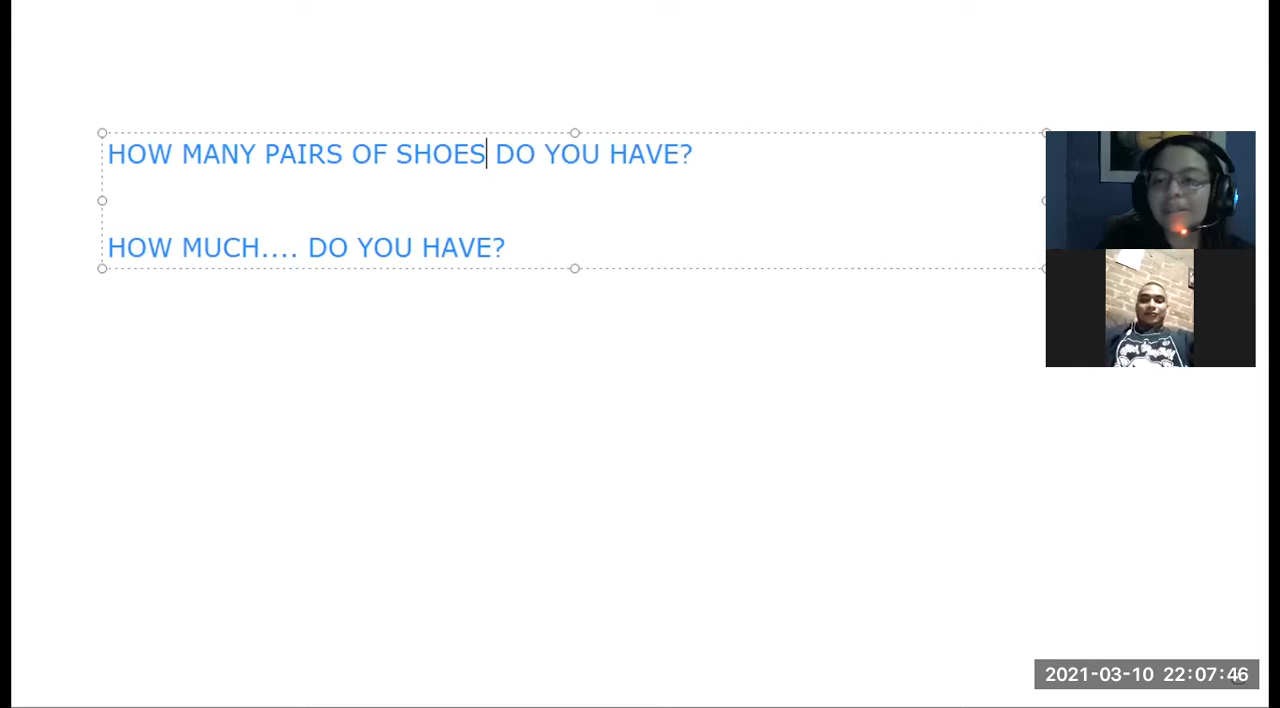 HOW MANY PAIRS OF SHOES DO YOU HAVE?
HOW MUCH.... DO YOU HAVE?
2021-03-10 22:07:46